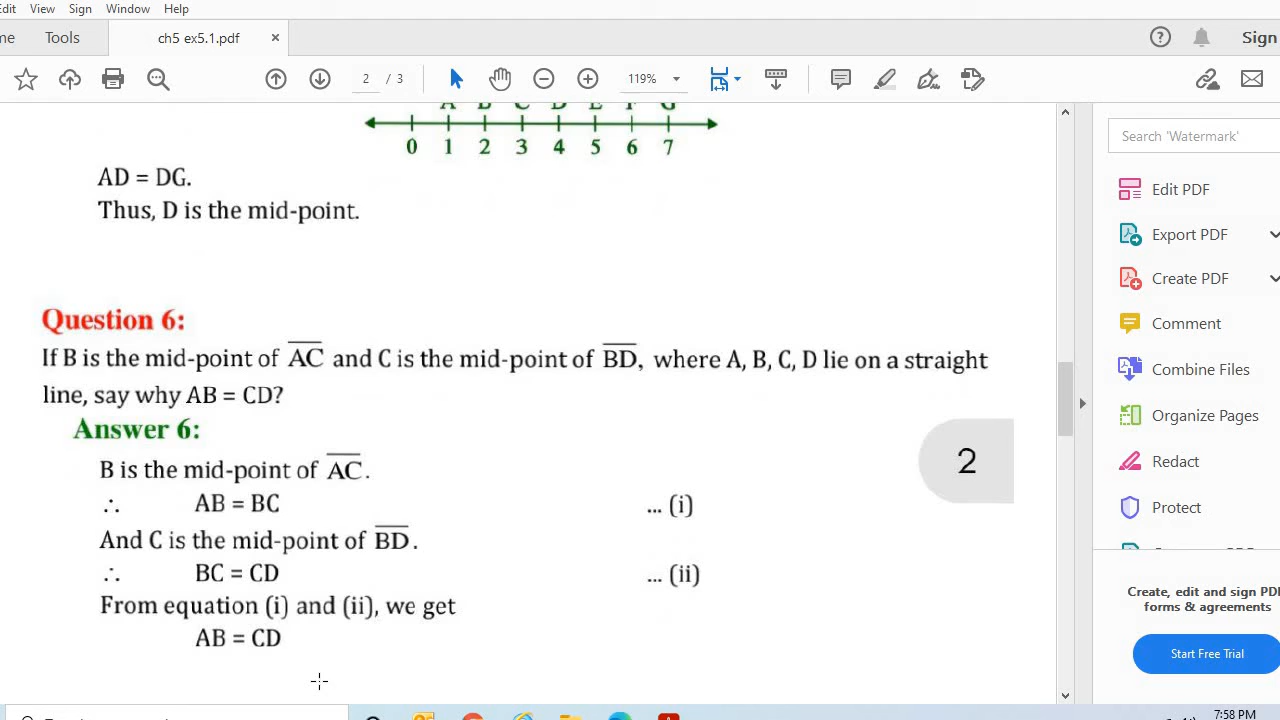 Edit View Sign Window Help
me Tools ch5 ex5.1.pdf × Sign
2 / 3 119%
A B C D E F G
0 1 2 3 4 5 6 7
AD = DG.
Thus, D is the mid-point.
Question 6:
If B is the mid-point of AC and C is the mid-point of BD, where A, B, C, D lie on a straight
line, say why AB = CD?
Answer 6:
B is the mid-point of AC.
∴ AB = BC ... (i)
And C is the mid-point of BD.
∴ BC = CD ... (ii)
From equation (i) and (ii), we get
AB = CD
2
Search 'Watermark'
Edit PDF
Export PDF
Create PDF
Comment
Combine Files
Organize Pages
Redact
Protect
Create, edit and sign PD
forms & agreements
Start Free Trial
7:58 PM